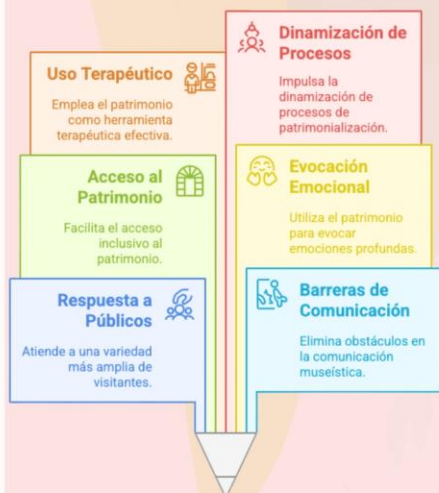 Dinamización de
Procesos
Impulsa la
dinamización de
procesos de
patrimonialización.
Uso Terapéutico
Emplea el patrimonio
como herramienta
terapéutica efectiva.
Evocación
Emocional
Utiliza el patrimonio
para evocar
emociones profundas.
Acceso al
Patrimonio
Facilita el acceso
inclusivo al
patrimonio.
Barreras de
Comunicación
Elimina obstáculos en
la comunicación
museística.
Respuesta a
Públicos
Atiende a una variedad
más amplia de
visitantes.